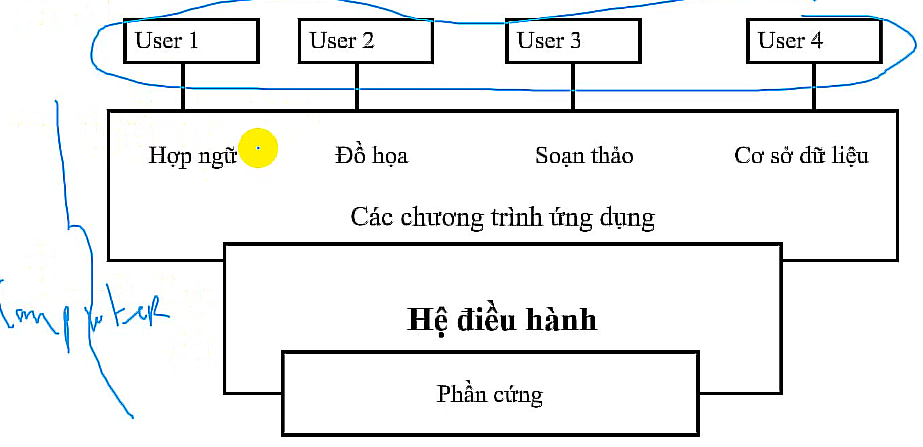 User 1 User 2 User 3 User 4
Hợp ngữ Đồ họa Soạn thảo Cơ sở dữ liệu
Các chương trình ứng dụng
Computer
Hệ điều hành
Phần cứng